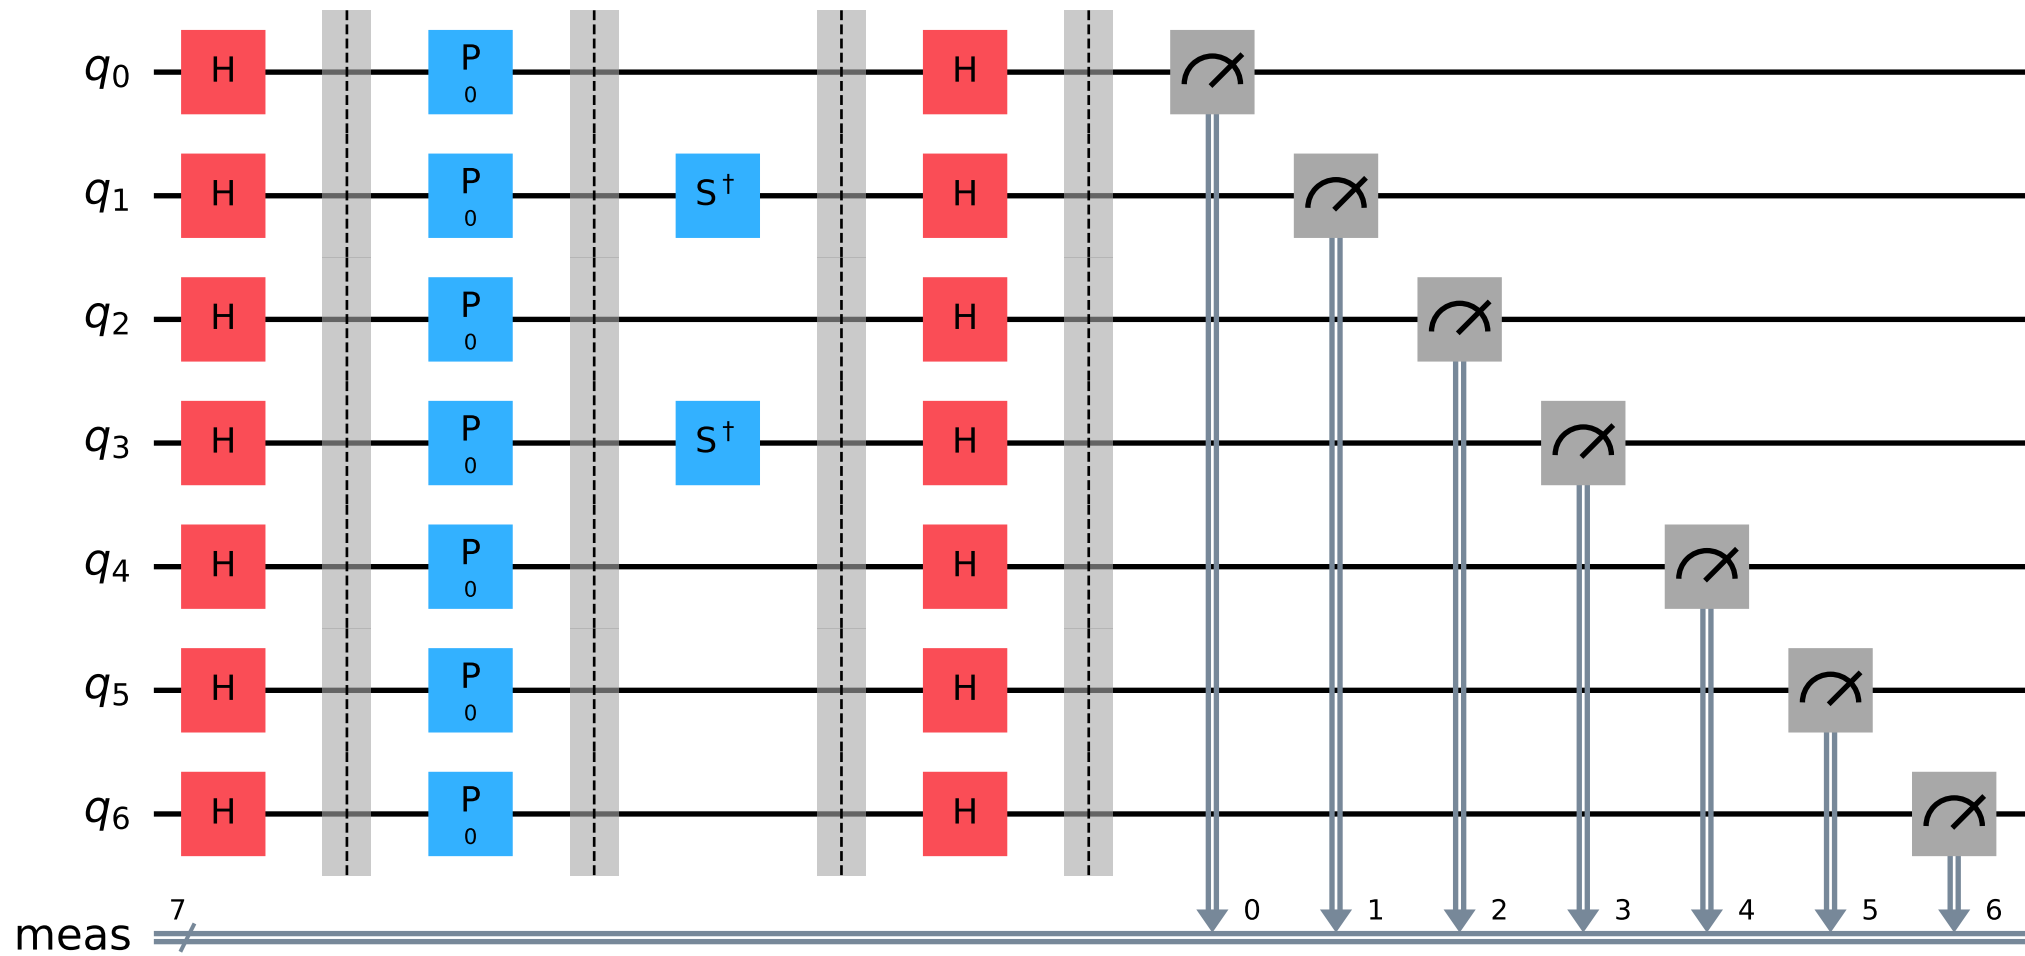 q0 H P 0 H
q1 H P 0 S† H
q2 H P 0 H
q3 H P 0 S† H
q4 H P 0 H
q5 H P 0 H
q6 H P 0 H
7 0 1 2 3 4 5 6
meas